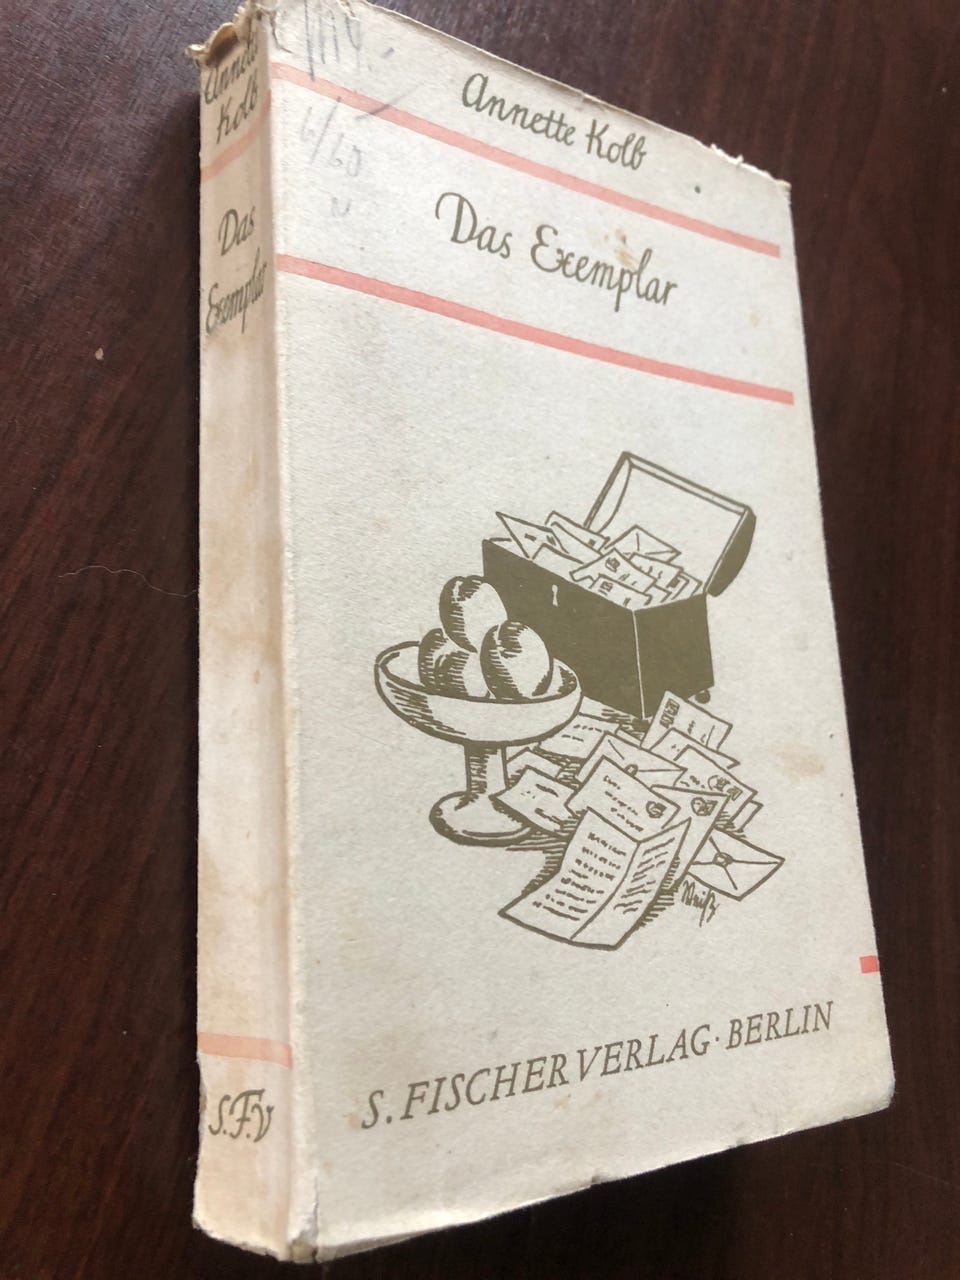 Annette
Kolb
Das
Exemplar
S.F.V
Annette Kolb
Das Exemplar
S. FISCHER VERLAG · BERLIN